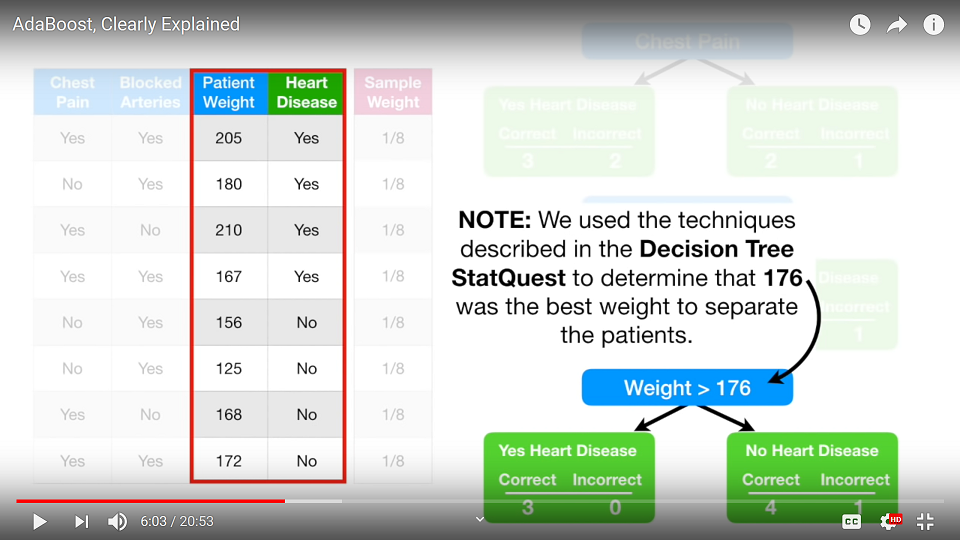 AdaBoost, Clearly Explained
Chest Pain
Blocked Arteries
Patient Weight
Heart Disease
Sample Weight
Yes Yes 205 Yes 1/8
No Yes 180 Yes 1/8
Yes No 210 Yes 1/8
Yes Yes 167 Yes 1/8
No Yes 156 No 1/8
No Yes 125 No 1/8
Yes No 168 No 1/8
Yes Yes 172 No 1/8
Chest Pain
Yes Heart Disease
Correct Incorrect
3 2
No Heart Disease
Correct Incorrect
2 1
NOTE: We used the techniques
described in the Decision Tree
StatQuest to determine that 176
was the best weight to separate
the patients.
Disease
Incorrect
1
Weight > 176
Yes Heart Disease
Correct Incorrect
3 0
No Heart Disease
Correct Incorrect
4 1
6:03 / 20:53
CC
HD